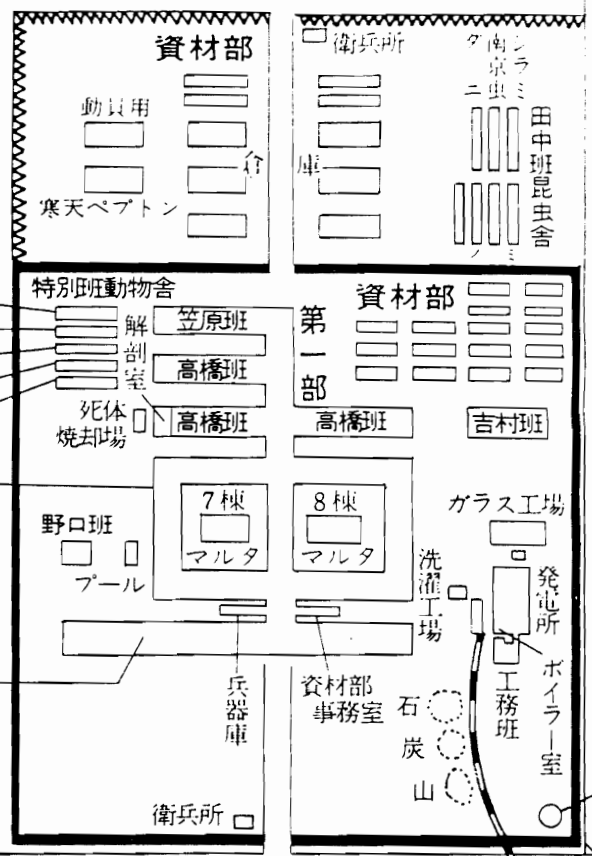 資材部
衛兵所
ダニ
南京虫
シラミ
動員用
倉庫
田中班昆虫舎
寒天ペプトン
ノミ
特別班動物舎
資材部
解剖室
笠原班
第一部
高橋班
死体
焼却場
高橋班
高橋班
吉村班
7棟
8棟
マルタ
マルタ
ガラス工場
野口班
プール
洗濯工場
発電所
兵器庫
資材部
事務室
工務班
ボイラー室
石炭山
衛兵所